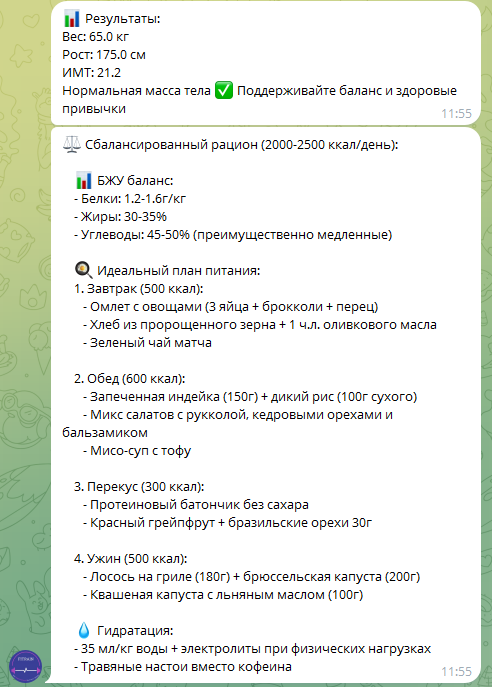 📊 Результаты:
Вес: 65.0 кг
Рост: 175.0 см
ИМТ: 21.2
Нормальная масса тела ✅ Поддерживайте баланс и здоровые
привычки
11:55
⚖️ Сбалансированный рацион (2000-2500 ккал/день):
📊 БЖУ баланс:
- Белки: 1.2-1.6г/кг
- Жиры: 30-35%
- Углеводы: 45-50% (преимущественно медленные)
🍳 Идеальный план питания:
1. Завтрак (500 ккал):
- Омлет с овощами (3 яйца + брокколи + перец)
- Хлеб из пророщенного зерна + 1 ч.л. оливкового масла
- Зеленый чай матча
2. Обед (600 ккал):
- Запеченная индейка (150г) + дикий рис (100г сухого)
- Микс салатов с рукколой, кедровыми орехами и
бальзамиком
- Мисо-суп с тофу
3. Перекус (300 ккал):
- Протеиновый батончик без сахара
- Красный грейпфрут + бразильские орехи 30г
4. Ужин (500 ккал):
- Лосось на гриле (180г) + брюссельская капуста (200г)
- Квашеная капуста с льняным маслом (100г)
💧 Гидратация:
- 35 мл/кг воды + электролиты при физических нагрузках
- Травяные настои вместо кофеина
11:55